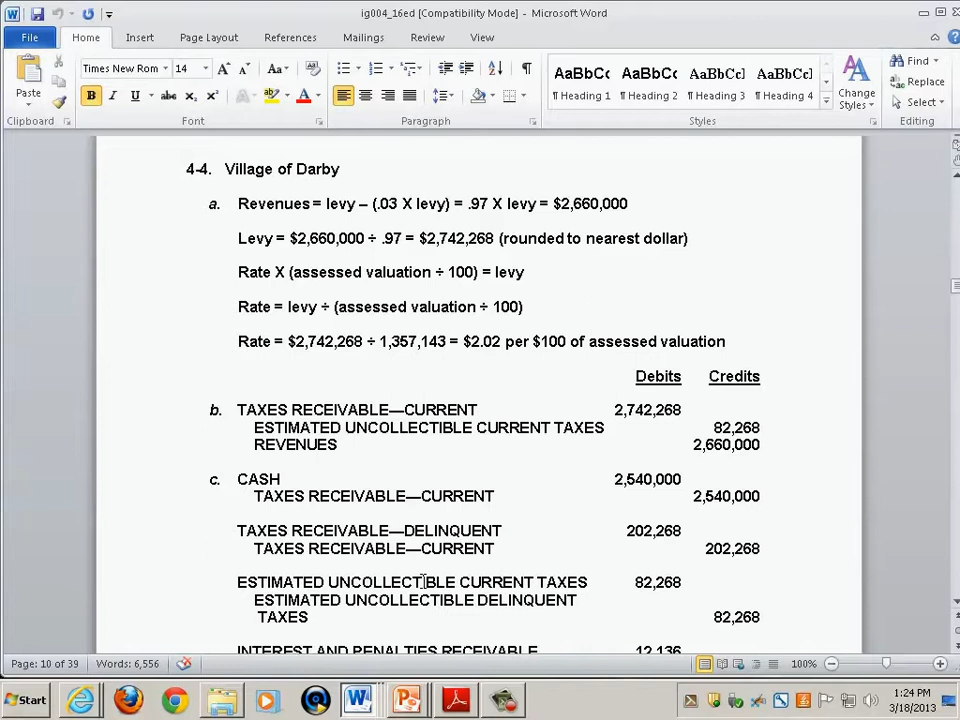 ig004_16ed [Compatibility Mode] - Microsoft Word
File Home Insert Page Layout References Mailings Review View
Times New Rom 14 AaBbCc AaBbCc AaBbCc AaBbCc Find
Paste Replace
¶ Heading 1 ¶ Heading 2 ¶ Heading 3 ¶ Heading 4 Change Styles Select
Clipboard Font Paragraph Styles Editing
4-4. Village of Darby
a. Revenues = levy – (.03 X levy) = .97 X levy = $2,660,000
Levy = $2,660,000 ÷ .97 = $2,742,268 (rounded to nearest dollar)
Rate X (assessed valuation ÷ 100) = levy
Rate = levy ÷ (assessed valuation ÷ 100)
Rate = $2,742,268 ÷ 1,357,143 = $2.02 per $100 of assessed valuation
Debits Credits
b. TAXES RECEIVABLE—CURRENT 2,742,268
ESTIMATED UNCOLLECTIBLE CURRENT TAXES 82,268
REVENUES 2,660,000
c. CASH 2,540,000
TAXES RECEIVABLE—CURRENT 2,540,000
TAXES RECEIVABLE—DELINQUENT 202,268
TAXES RECEIVABLE—CURRENT 202,268
ESTIMATED UNCOLLECTIBLE CURRENT TAXES 82,268
ESTIMATED UNCOLLECTIBLE DELINQUENT
TAXES 82,268
INTEREST AND PENALTIES RECEIVABLE 12,136
Page: 10 of 39 Words: 6,556 100%
Start 1:24 PM
3/18/2013